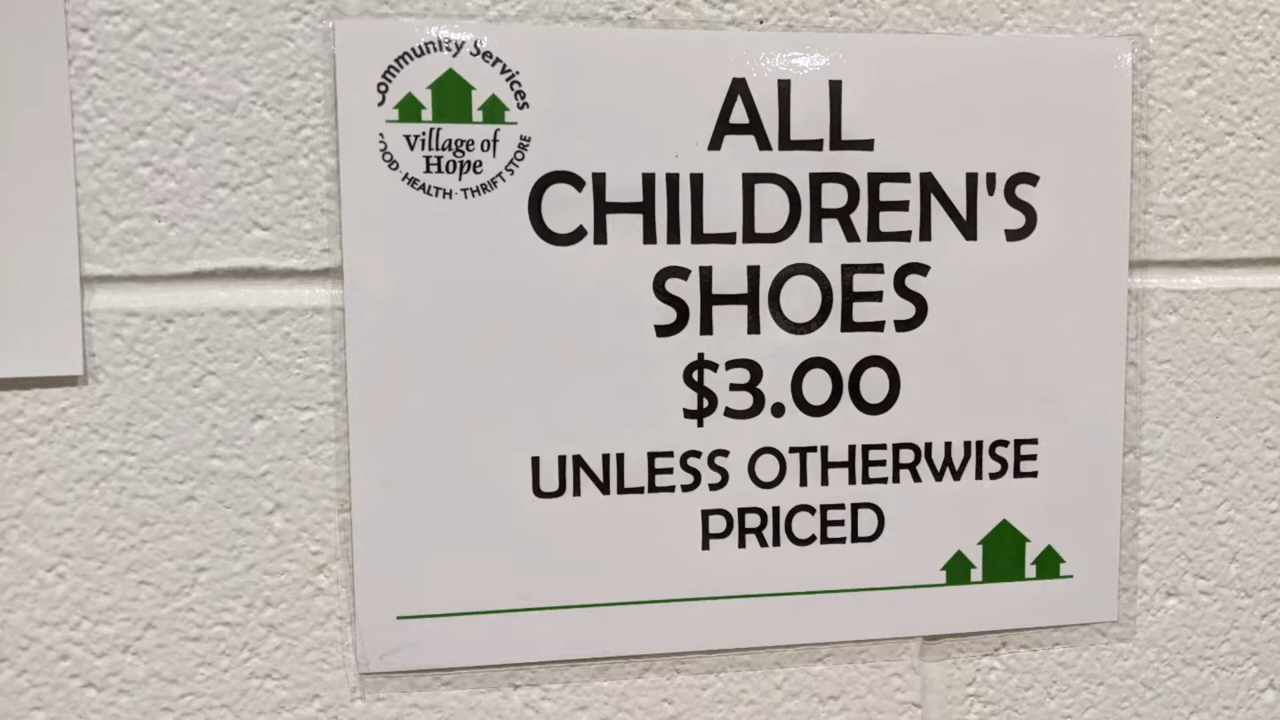 Community Services
Village of
Hope
FOOD · HEALTH · THRIFT STORE
ALL
CHILDREN'S
SHOES
$3.00
UNLESS OTHERWISE
PRICED